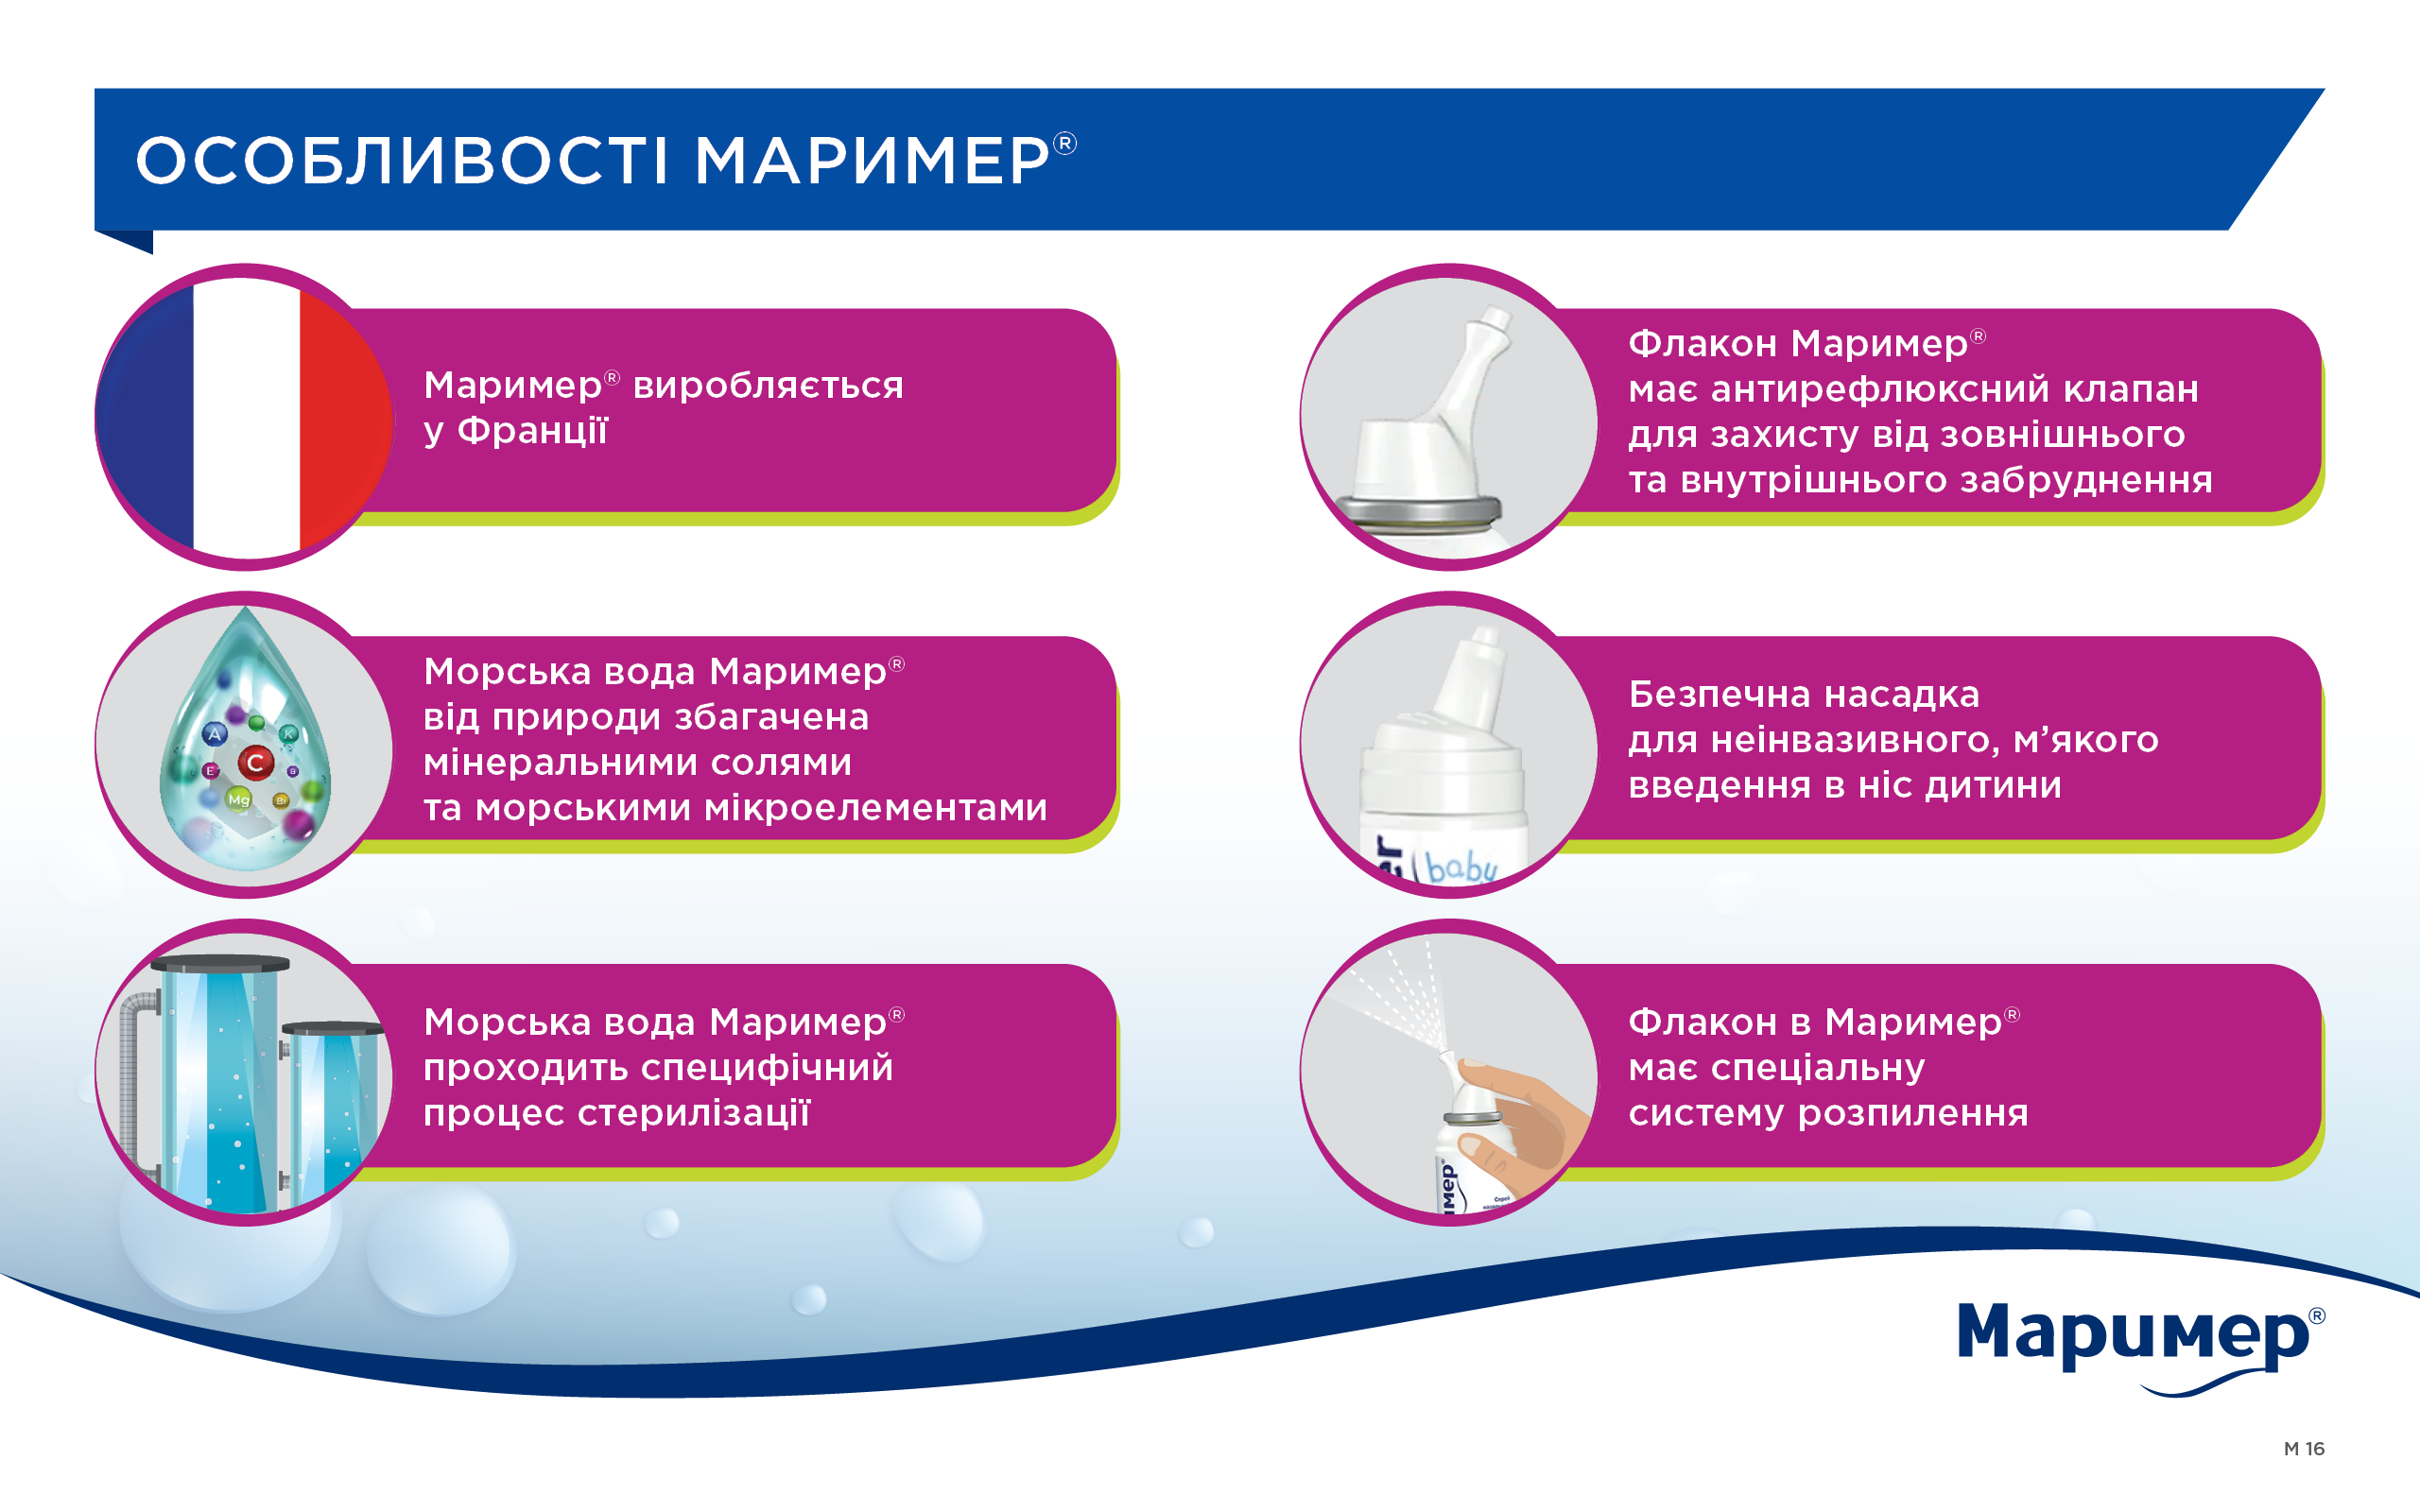 ОСОБЛИВОСТІ МАРИМЕР®
Маример® виробляється
у Франції
Морська вода Маример®
від природи збагачена
мінеральними солями
та морськими мікроелементами
A
K
E
C
B
Mg
Bi
Морська вода Маример®
проходить специфічний
процес стерилізації
Флакон Маример®
має антирефлюксний клапан
для захисту від зовнішнього
та внутрішнього забруднення
Безпечна насадка
для неінвазивного, м’якого
введення в ніс дитини
baby
Флакон в Маример®
має спеціальну
систему розпилення
Спрей
Маример®
М 16